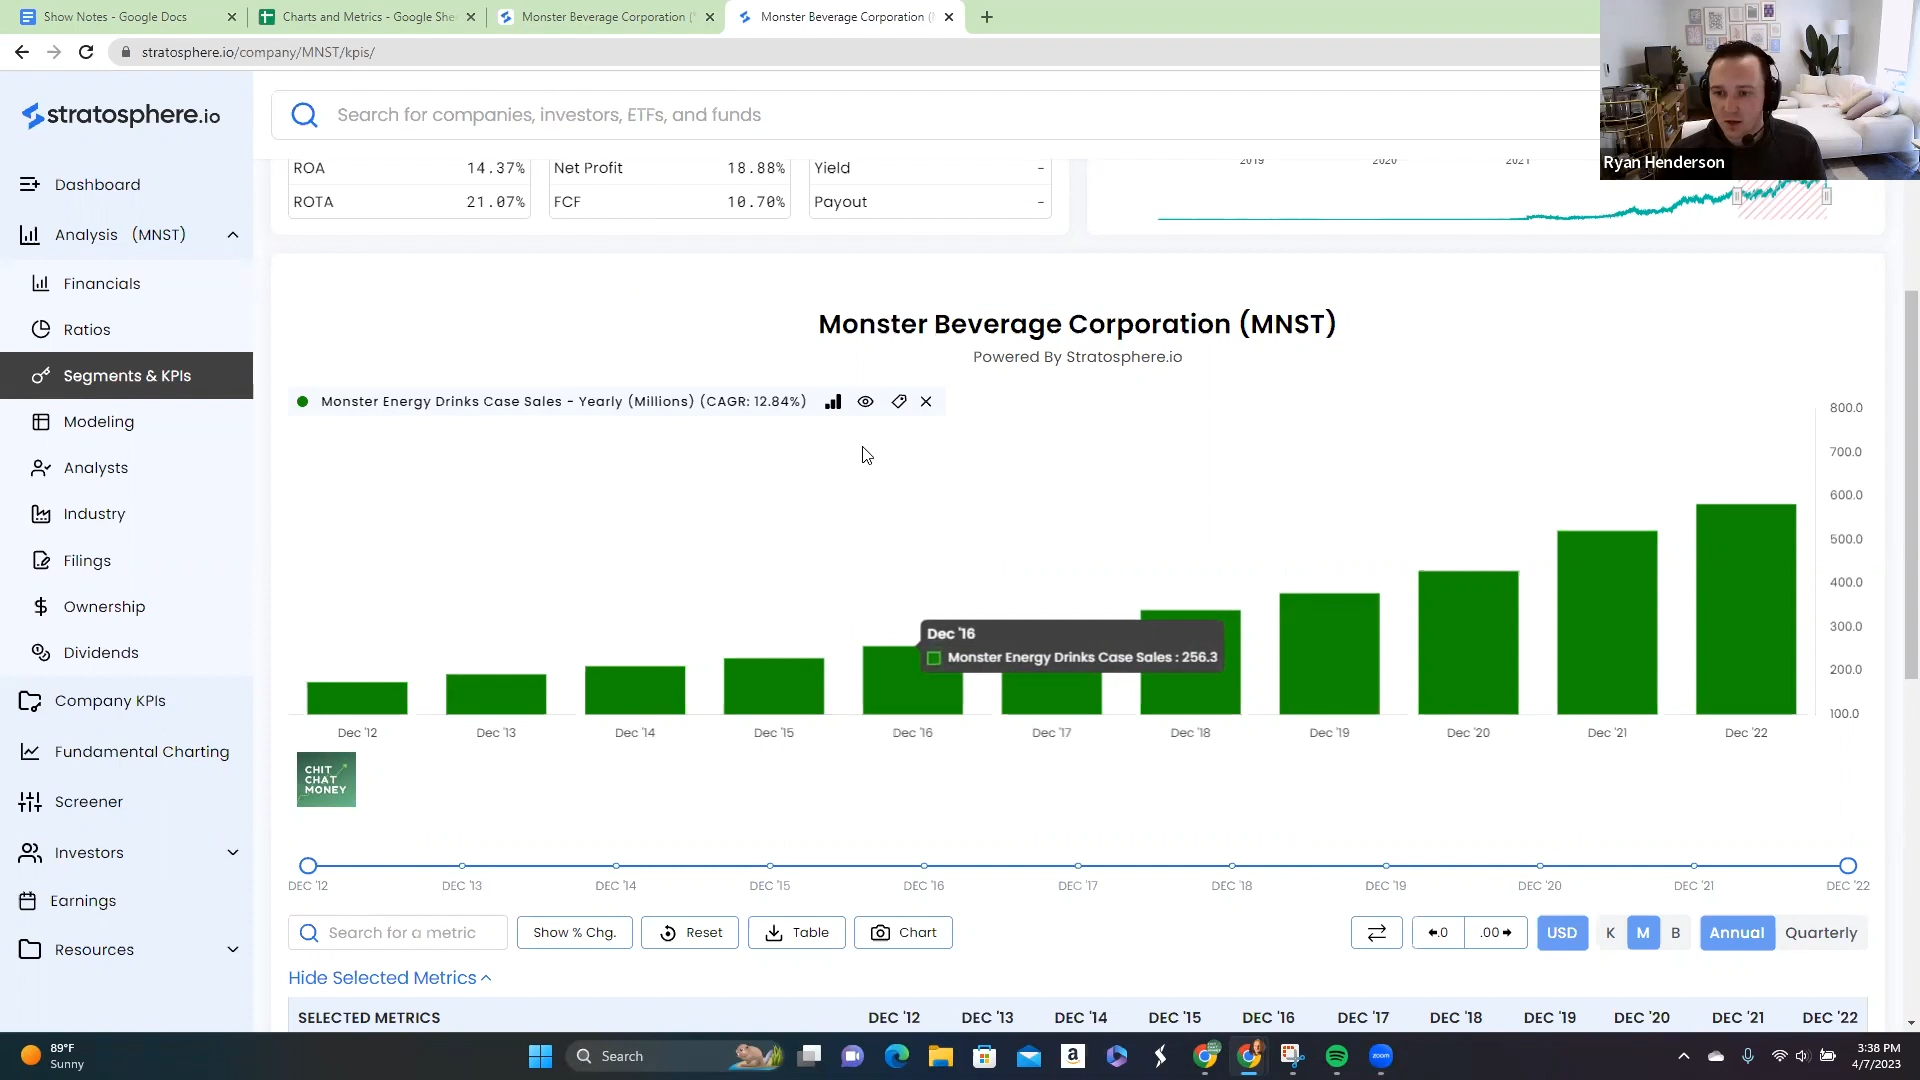 Show Notes - Google Docs
Charts and Metrics - Google She
Monster Beverage Corporation (
Monster Beverage Corporation (
stratosphere.io/company/MNST/kpis/
stratosphere.io
Search for companies, investors, ETFs, and funds
Ryan Henderson
Dashboard
Analysis (MNST)
Financials
Ratios
Segments & KPIs
Modeling
Analysts
Industry
Filings
Ownership
Dividends
Company KPIs
Fundamental Charting
Screener
Investors
Earnings
Resources
ROA 14.37% Net Profit 18.88% Yield -
ROTA 21.07% FCF 10.70% Payout -
2019 2020 2021
Monster Beverage Corporation (MNST)
Powered By Stratosphere.io
Monster Energy Drinks Case Sales - Yearly (Millions) (CAGR: 12.84%)
800.0
700.0
600.0
500.0
400.0
300.0
200.0
100.0
Dec '16
Monster Energy Drinks Case Sales : 256.3
Dec '12 Dec '13 Dec '14 Dec '15 Dec '16 Dec '17 Dec '18 Dec '19 Dec '20 Dec '21 Dec '22
CHIT
CHAT
MONEY
DEC '12 DEC '13 DEC '14 DEC '15 DEC '16 DEC '17 DEC '18 DEC '19 DEC '20 DEC '21 DEC '22
Search for a metric Show % Chg. Reset Table Chart .0 .00 USD K M B Annual Quarterly
Hide Selected Metrics
SELECTED METRICS DEC '12 DEC '13 DEC '14 DEC '15 DEC '16 DEC '17 DEC '18 DEC '19 DEC '20 DEC '21 DEC '22
89°F
Sunny
Search
a
zoom
3:38 PM
4/7/2023